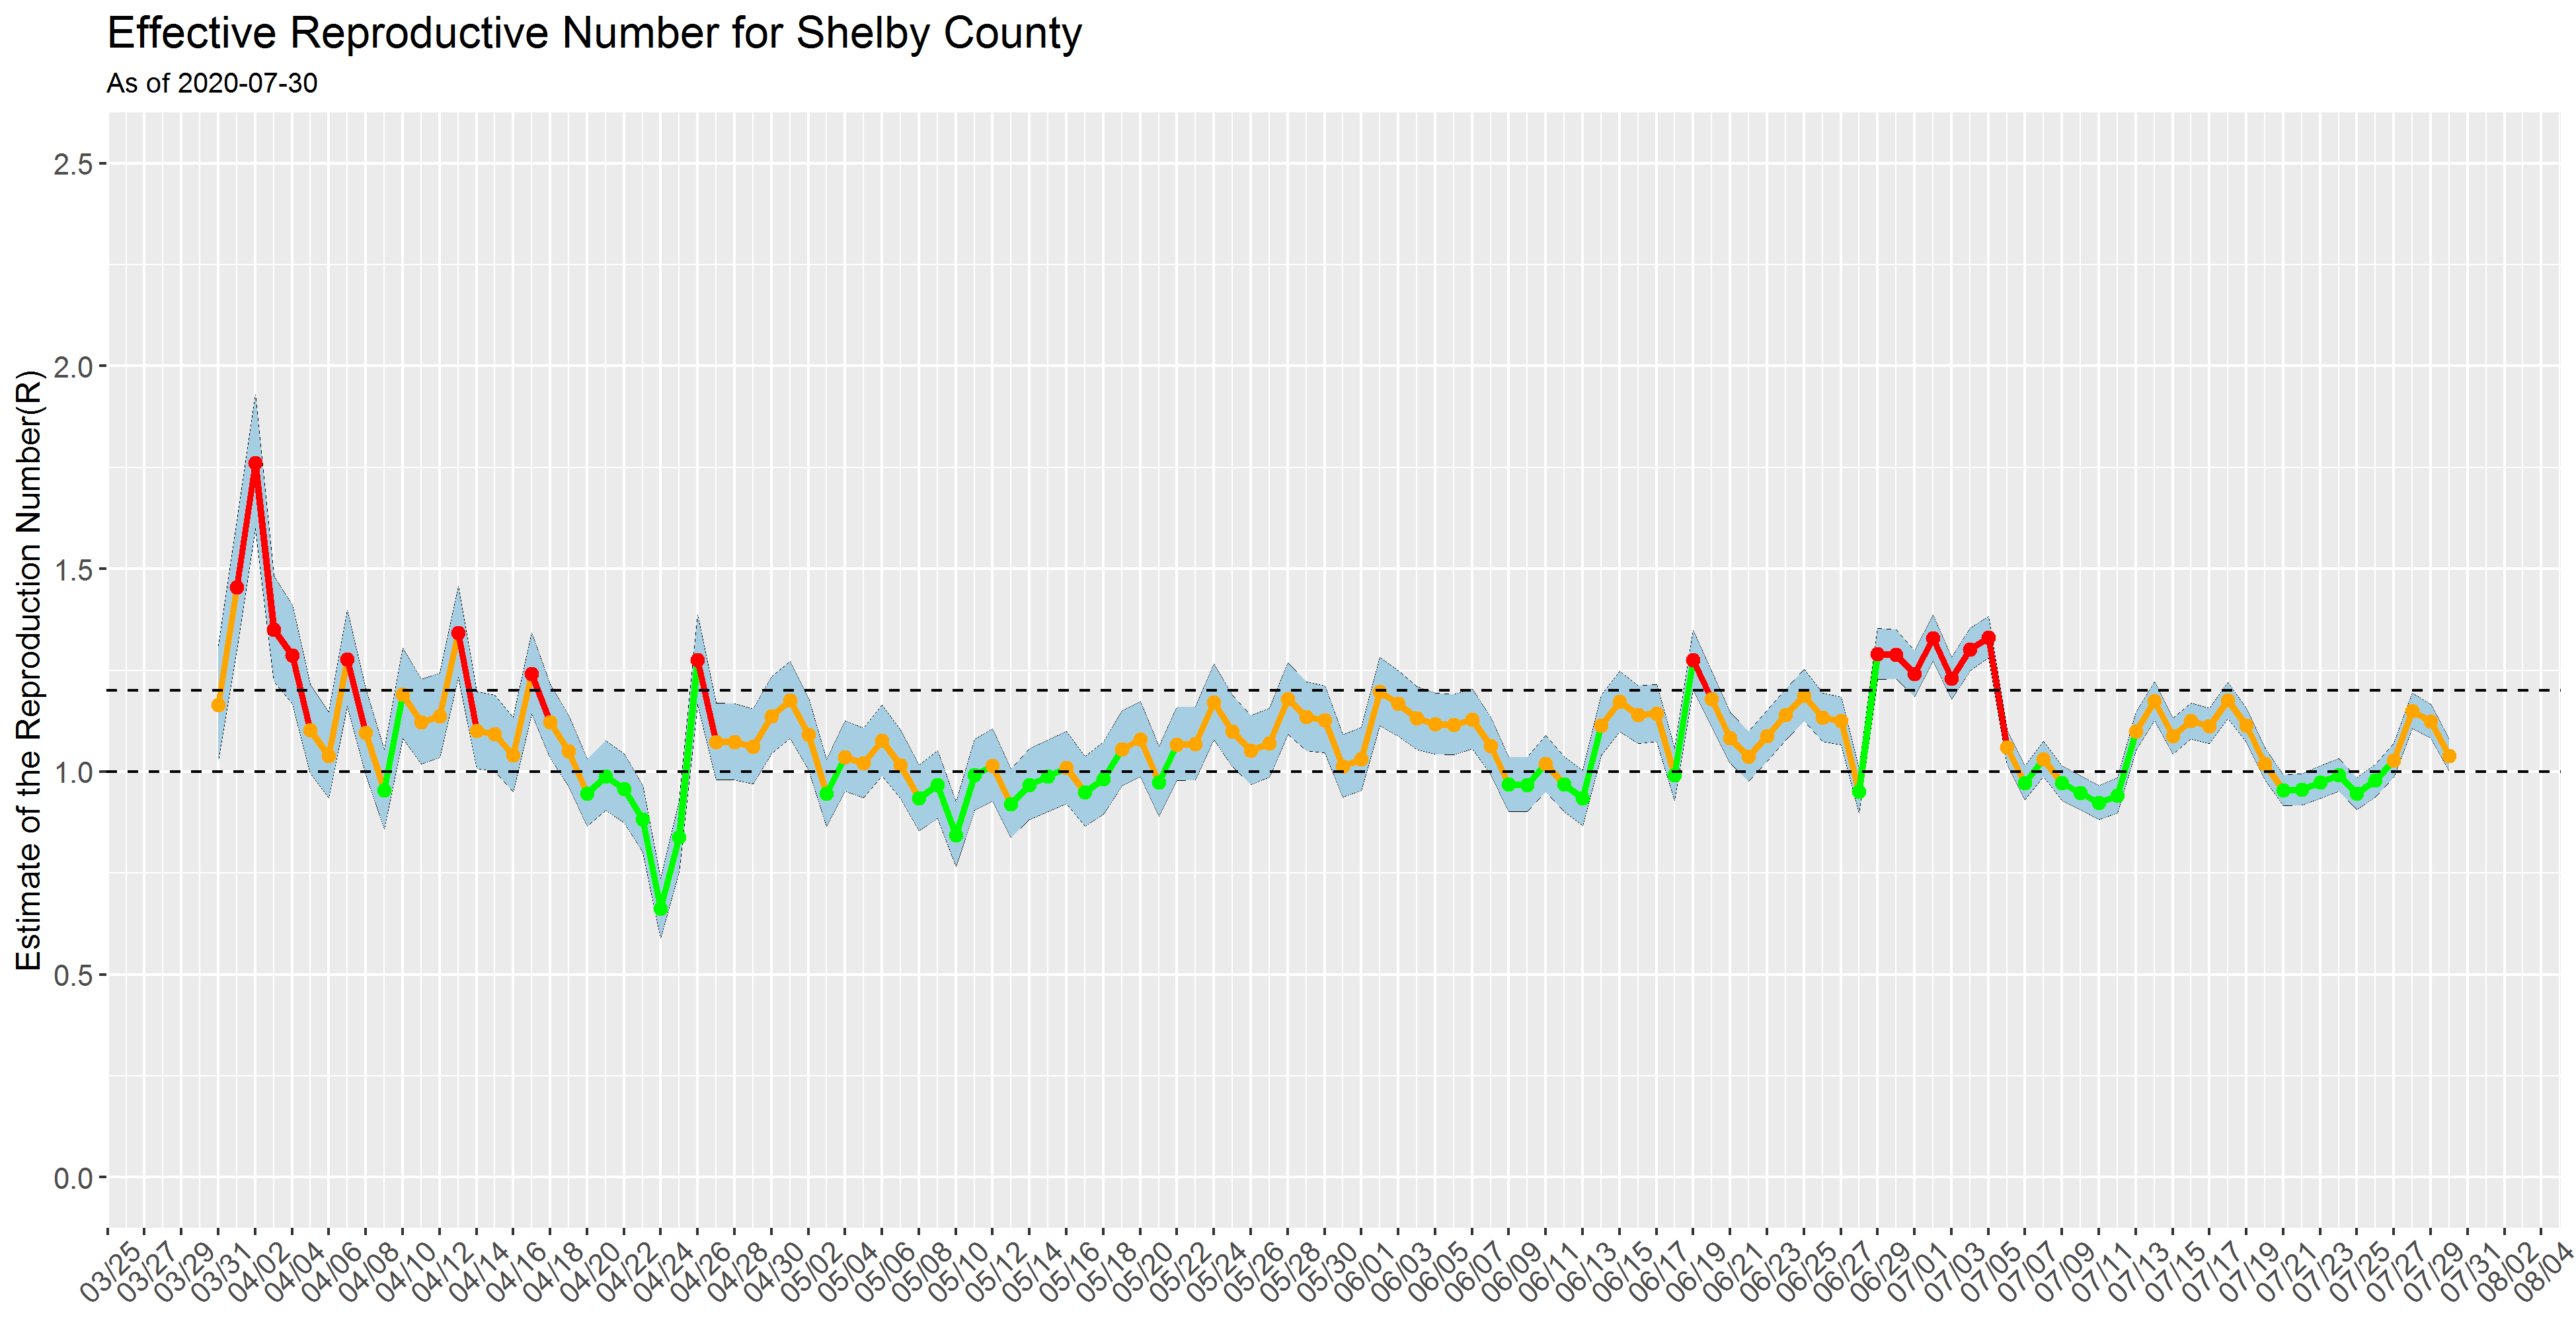 Effective Reproductive Number for Shelby County
As of 2020-07-30
Estimate of the Reproduction Number(R)
2.5
2.0
1.5
1.0
0.5
0.0
03/25 03/27 03/29 03/31 04/02 04/04 04/06 04/08 04/10 04/12 04/14 04/16 04/18 04/20 04/22 04/24 04/26 04/28 04/30 05/02 05/04 05/06 05/08 05/10 05/12 05/14 05/16 05/18 05/20 05/22 05/24 05/26 05/28 05/30 06/01 06/03 06/05 06/07 06/09 06/11 06/13 06/15 06/17 06/19 06/21 06/23 06/25 06/27 06/29 07/01 07/03 07/05 07/07 07/09 07/11 07/13 07/15 07/17 07/19 07/21 07/23 07/25 07/27 07/29 07/31 08/02 08/04